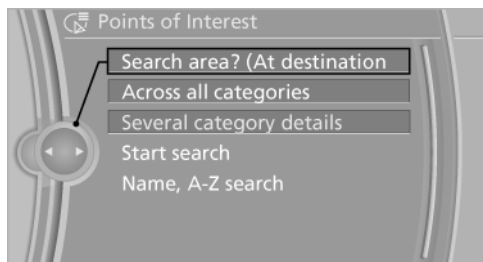 Points of Interest
Search area? (At destination
Across all categories
Several category details
Start search
Name, A-Z search